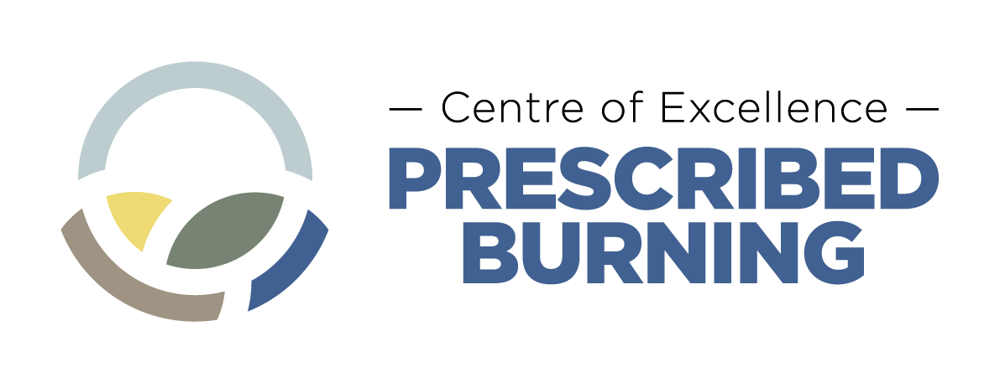 — Centre of Excellence —
PRESCRIBED
BURNING